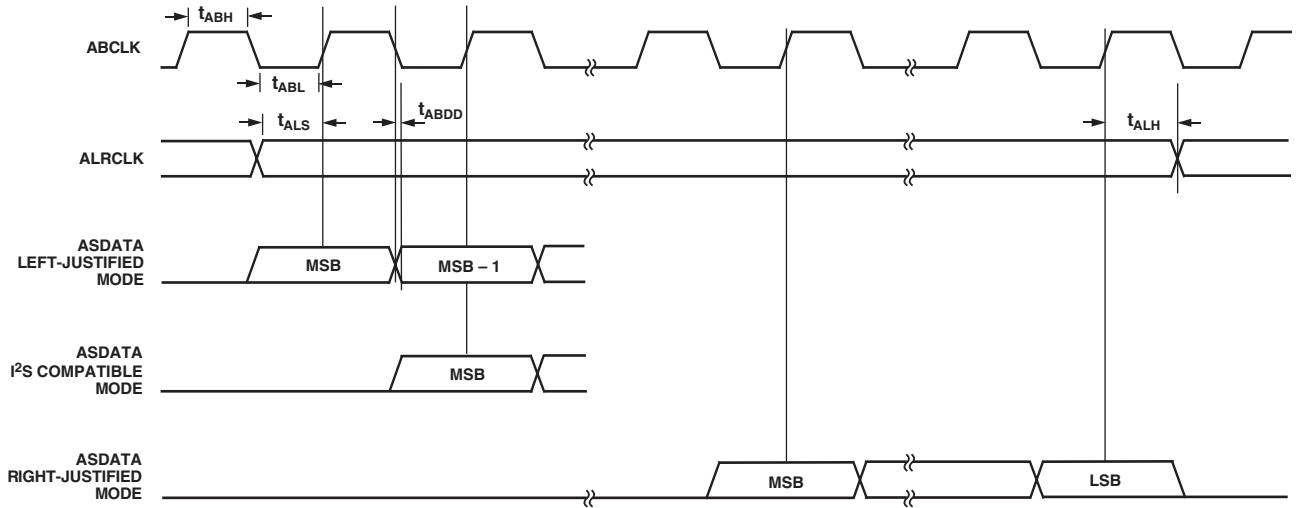 tABH
ABCLK
tABL
tABDD
tALS
tALH
ALRCLK
ASDATA
LEFT-JUSTIFIED
MODE
MSB
MSB – 1
ASDATA
I²S COMPATIBLE
MODE
MSB
ASDATA
RIGHT-JUSTIFIED
MODE
MSB
LSB